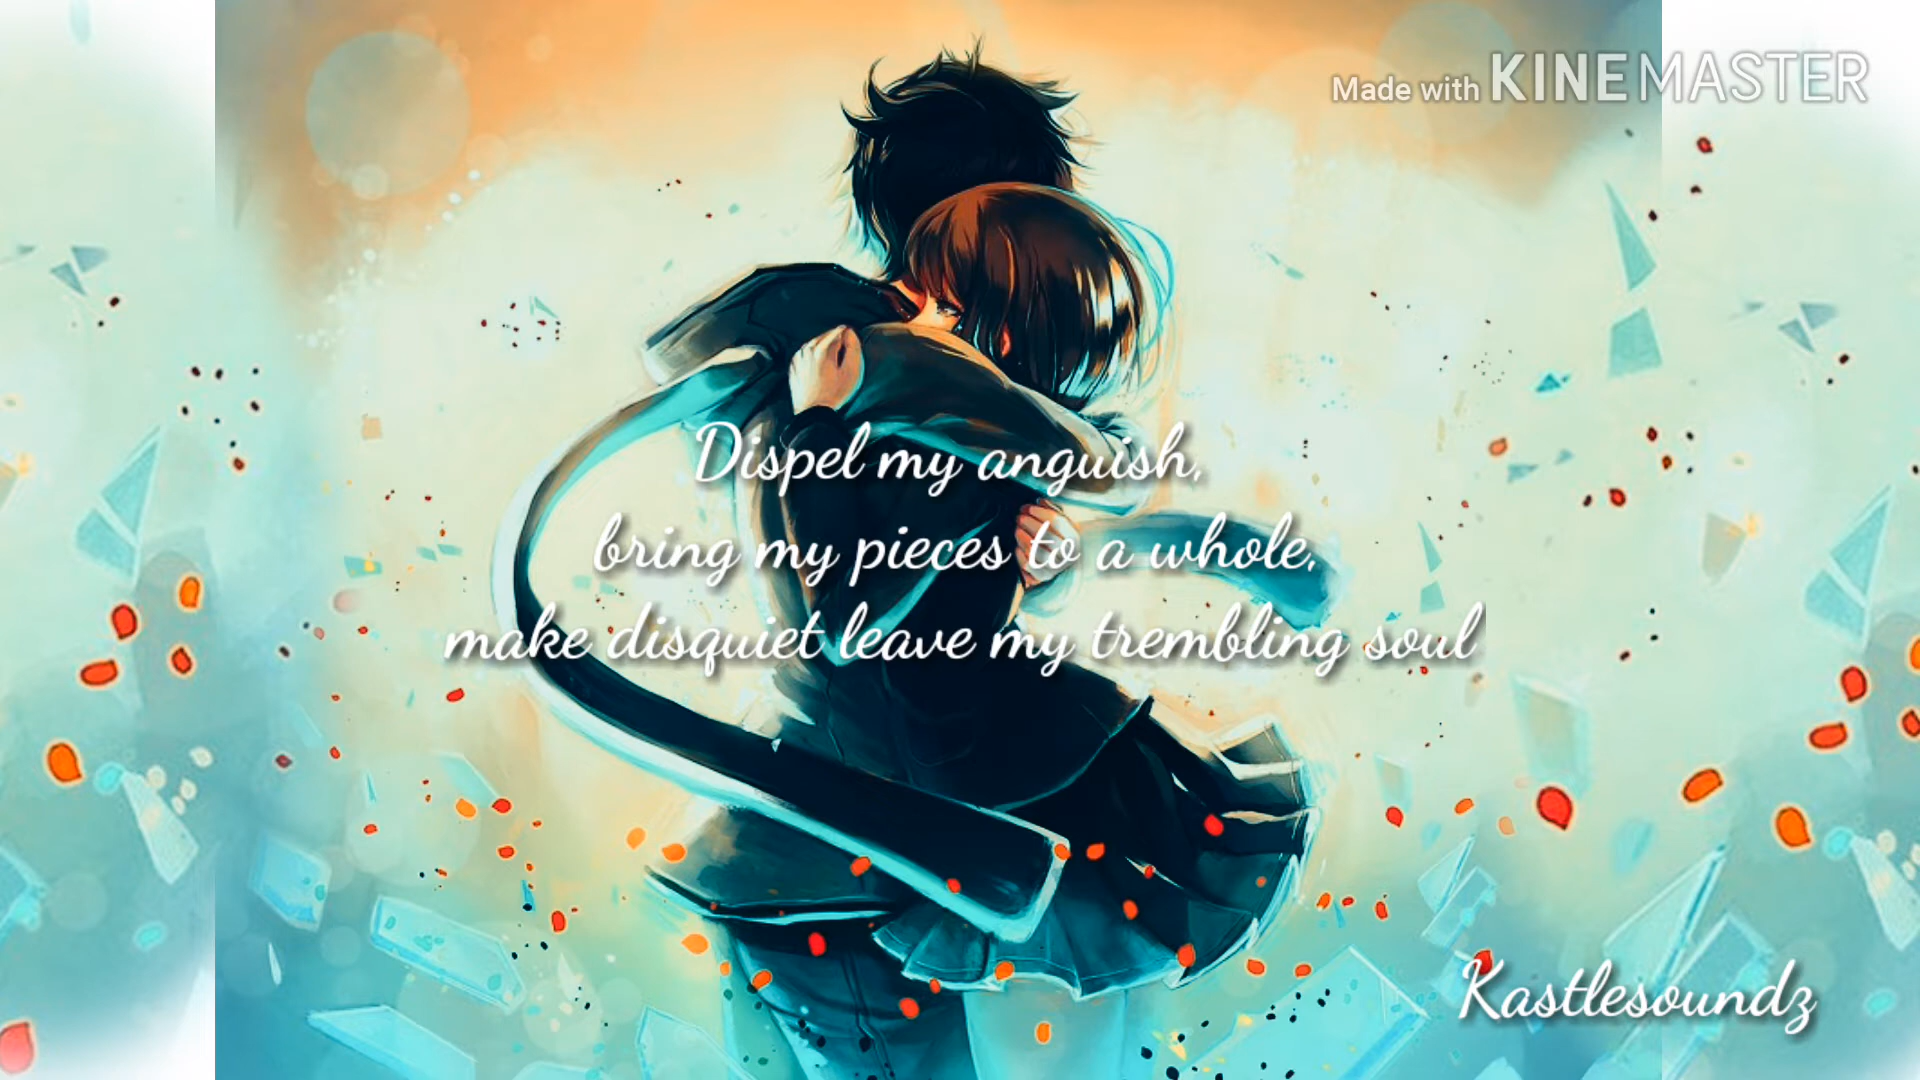 Made with KINEMASTER
Dispel my anguish,
bring my pieces to a whole,
make disquiet leave my trembling soul
Kastlesoundz